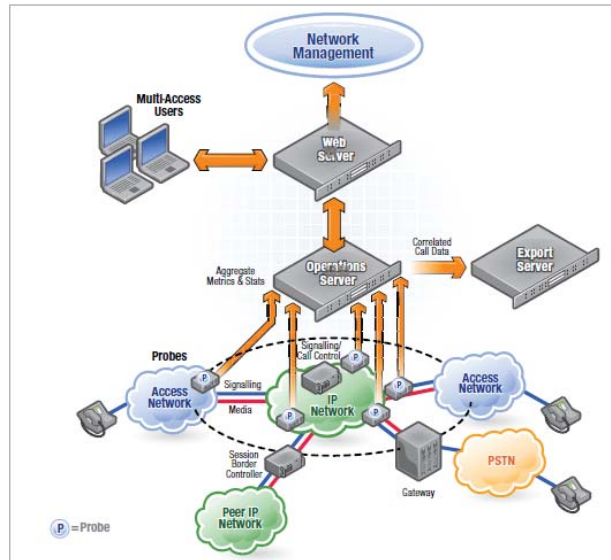 Network
Management
Multi-Access
Users
Web
Server
Operations
Server
Correlated
Call Data
Export
Server
Aggregate
Metrics & Stats
Probes
Signalling/
Call Control
P
P
P
P
P
Access
Network
Signalling
Media
IP
Network
Access
Network
Session
Border
Controller
Gateway
PSTN
Peer IP
Network
P =Probe